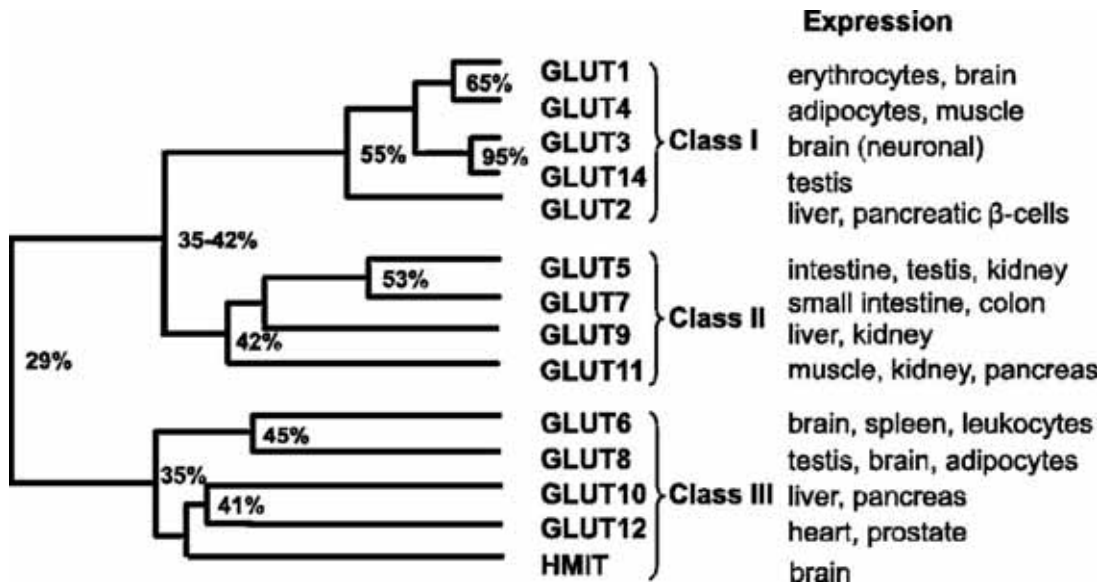 Expression
GLUT1 erythrocytes, brain
65%
GLUT4 adipocytes, muscle
GLUT3 Class I brain (neuronal)
55% 95%
GLUT14 testis
GLUT2 liver, pancreatic β-cells
35-42%
GLUT5 intestine, testis, kidney
53%
GLUT7 small intestine, colon
GLUT9 Class II liver, kidney
42%
29% GLUT11 muscle, kidney, pancreas
GLUT6 brain, spleen, leukocytes
45%
GLUT8 testis, brain, adipocytes
35%
GLUT10 Class III liver, pancreas
41%
GLUT12 heart, prostate
HMIT brain